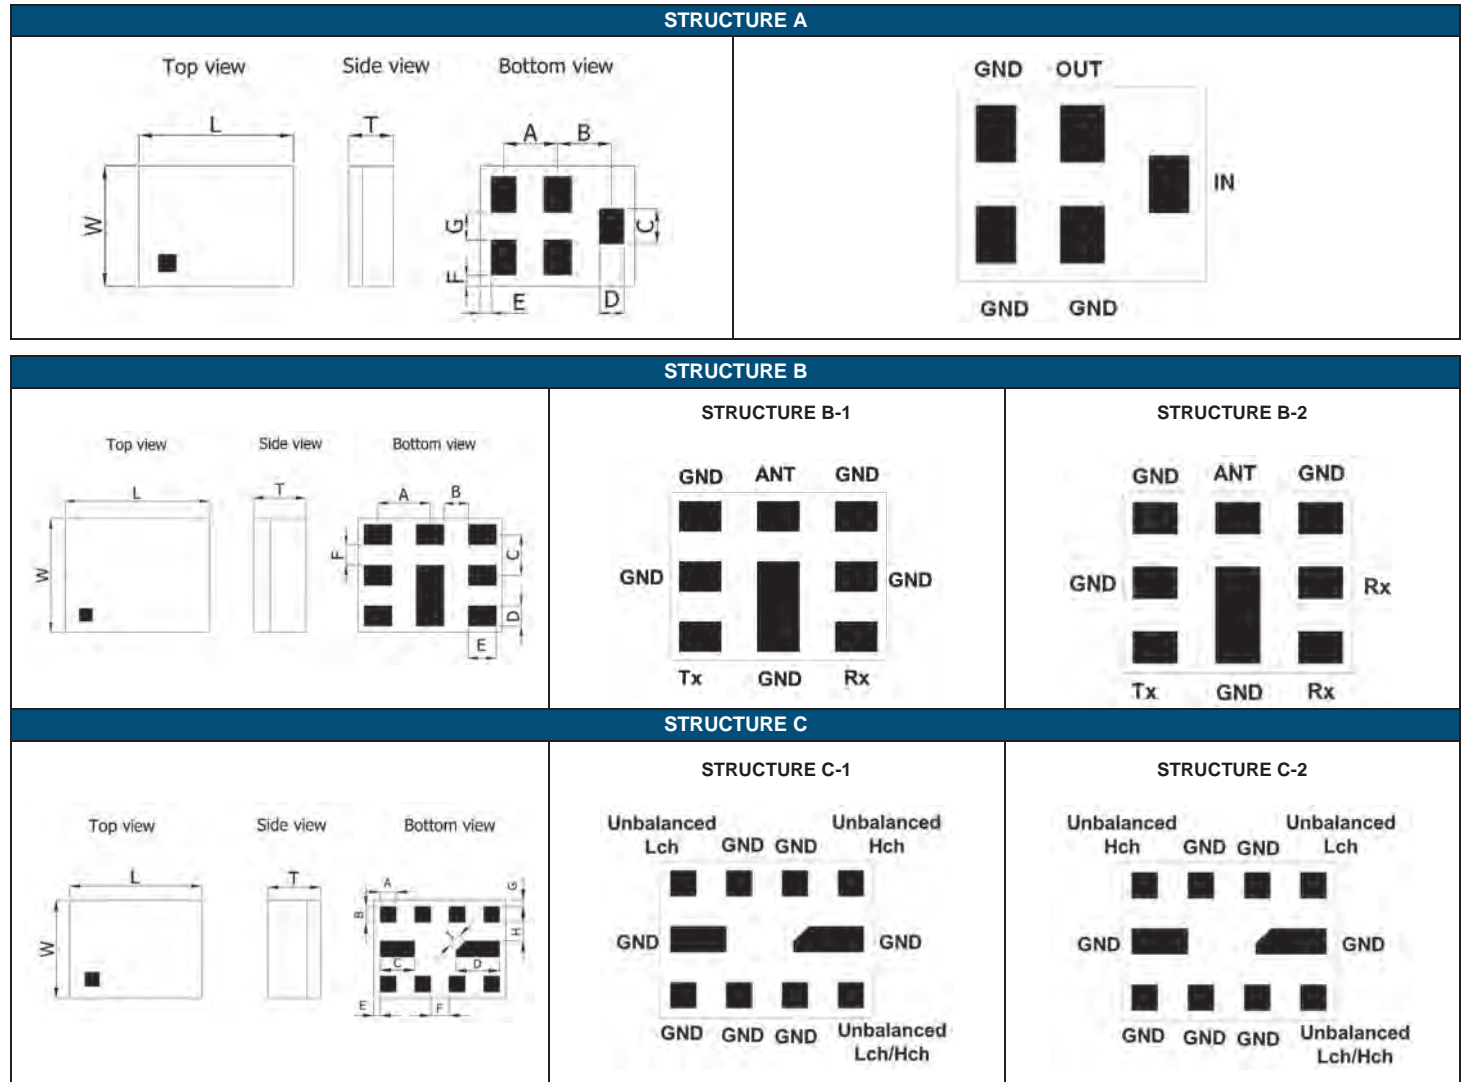 STRUCTURE A
Top view Side view Bottom view
L T A B
W G C
F E D
GND OUT
IN
GND GND
STRUCTURE B
Top view Side view Bottom view
L T A B
W F C
D
E
STRUCTURE B-1
GND ANT GND
GND GND
Tx GND Rx
STRUCTURE B-2
GND ANT GND
GND Rx
Tx GND Rx
STRUCTURE C
Top view Side view Bottom view
L T A G
W B H
C D
E F
STRUCTURE C-1
Unbalanced Unbalanced
Lch GND GND Hch
GND GND
GND GND GND Unbalanced
Lch/Hch
STRUCTURE C-2
Unbalanced Unbalanced
Hch GND GND Lch
GND GND
GND GND GND Unbalanced
Lch/Hch